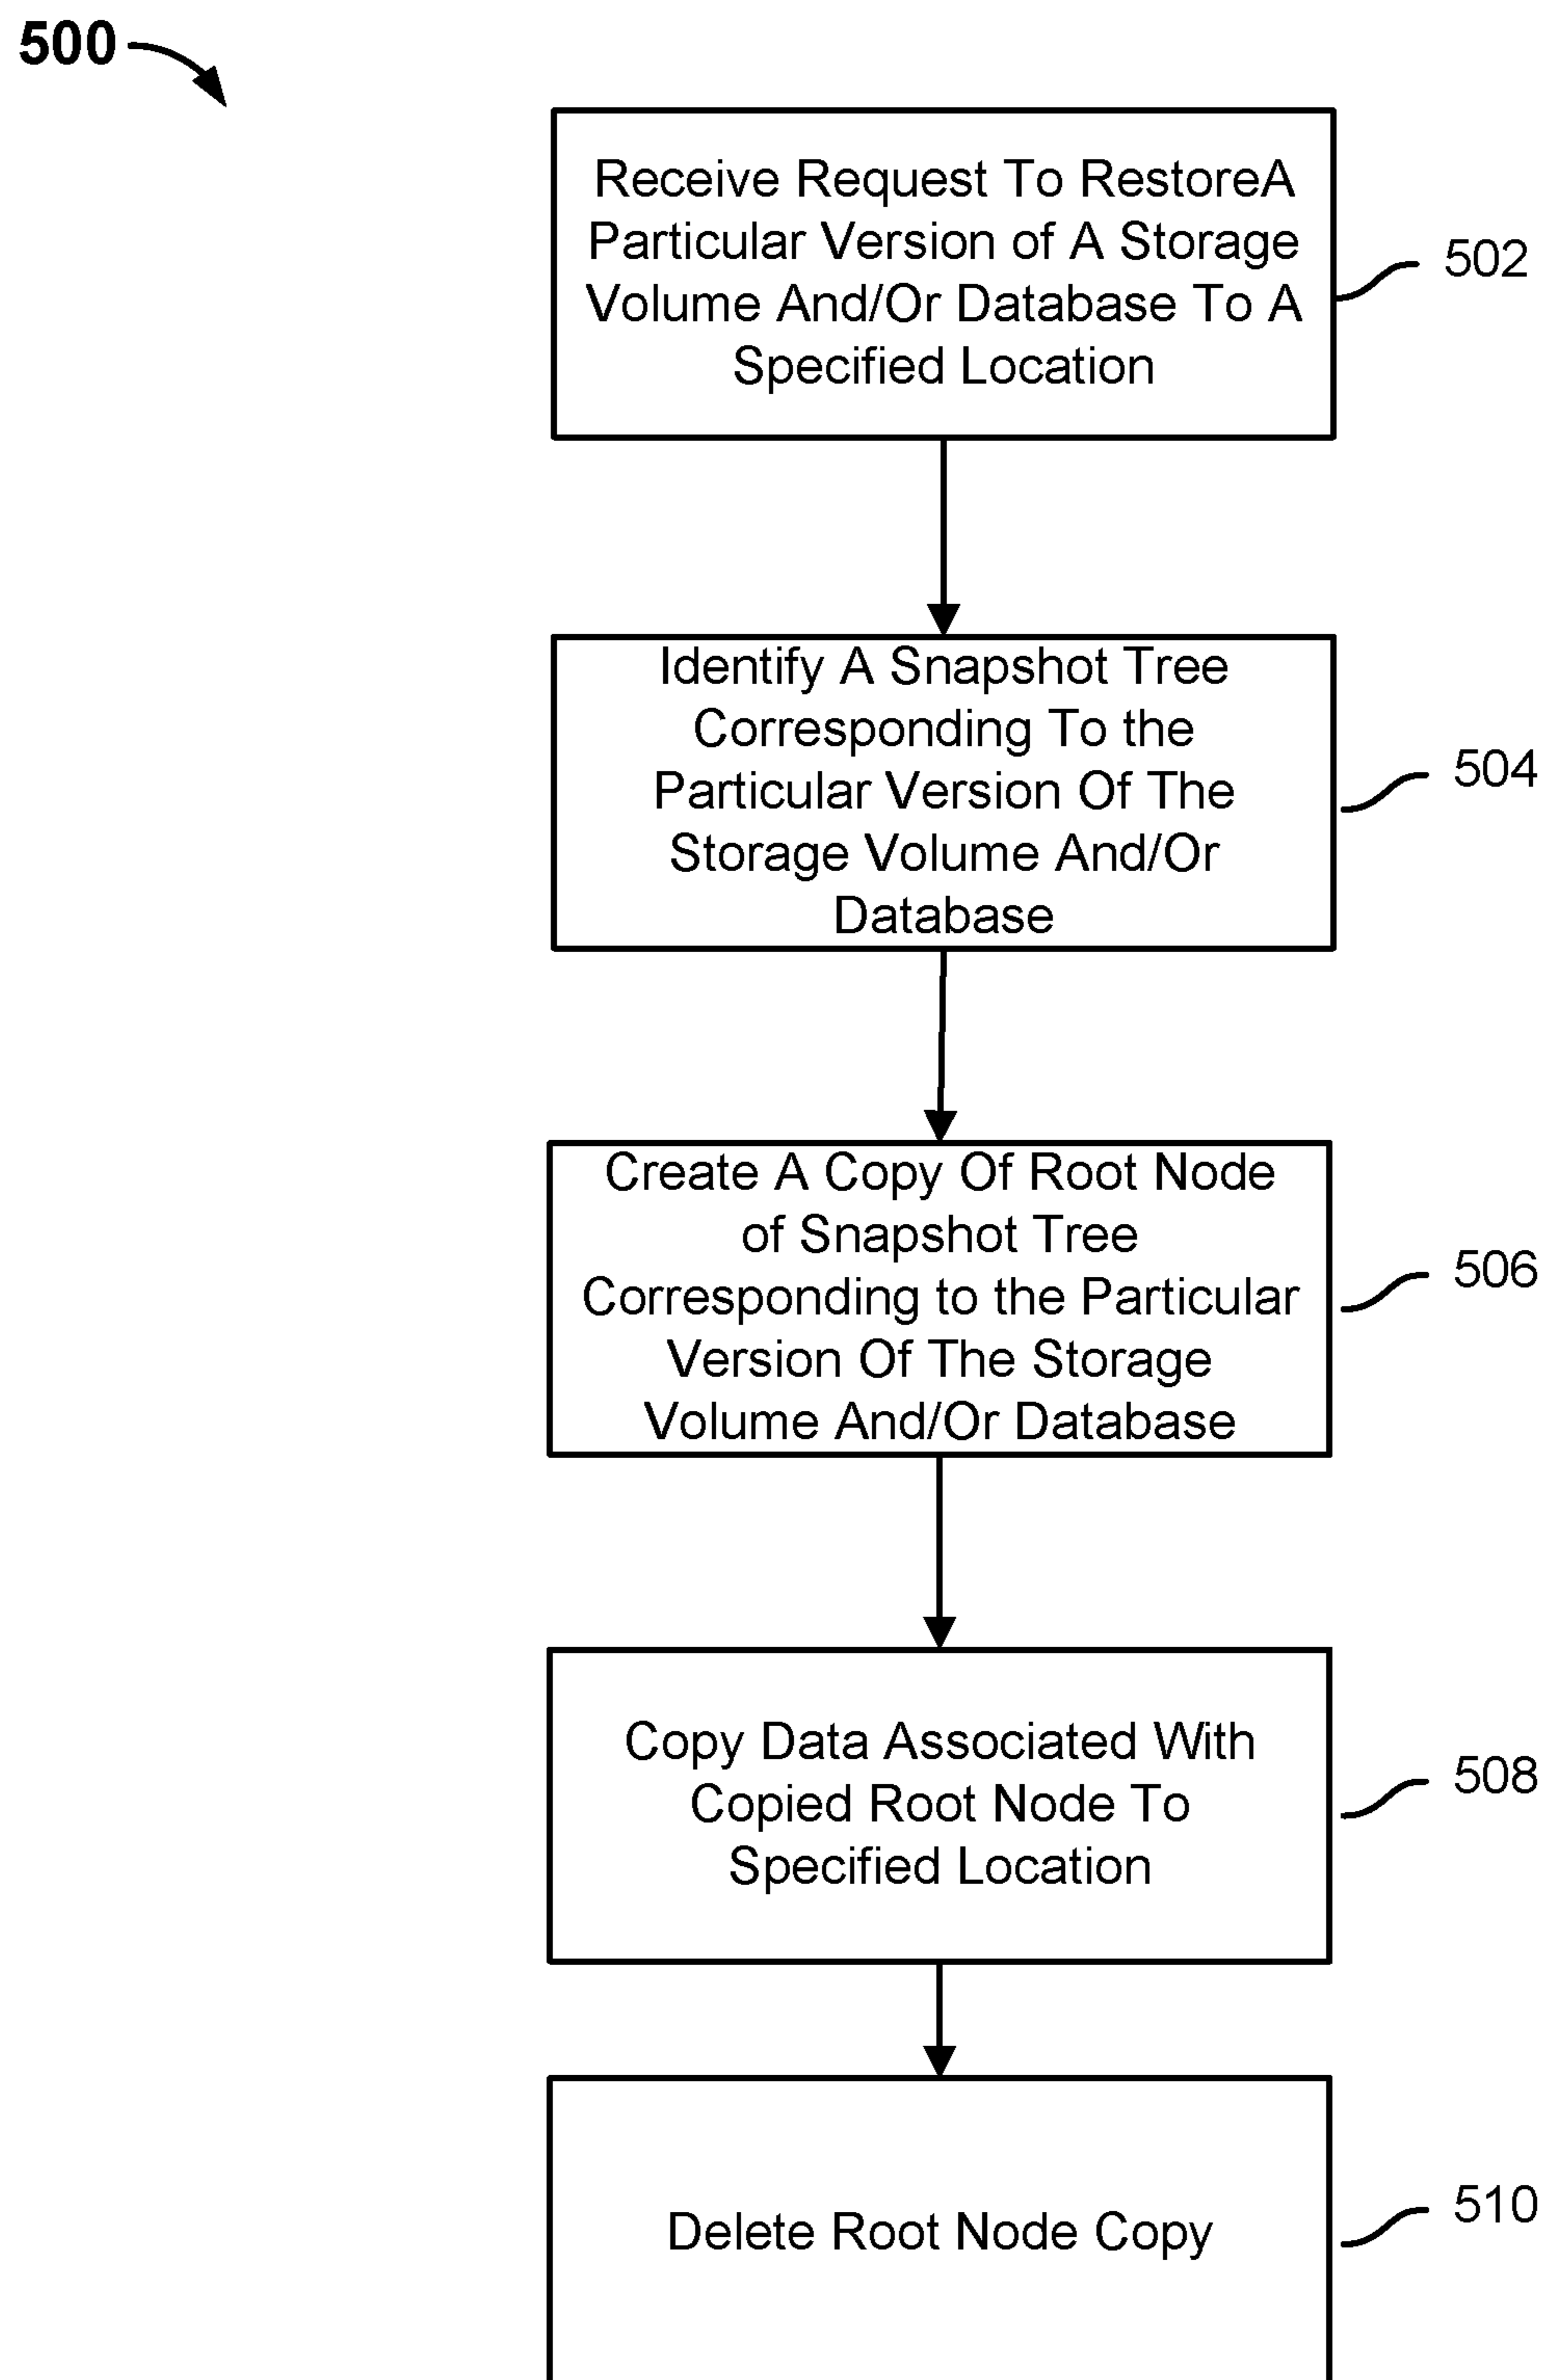 500
Receive Request To RestoreA
Particular Version of A Storage
Volume And/Or Database To A
Specified Location
502
Identify A Snapshot Tree
Corresponding To the
Particular Version Of The
Storage Volume And/Or
Database
504
Create A Copy Of Root Node
of Snapshot Tree
Corresponding to the Particular
Version Of The Storage
Volume And/Or Database
506
Copy Data Associated With
Copied Root Node To
Specified Location
508
Delete Root Node Copy
510